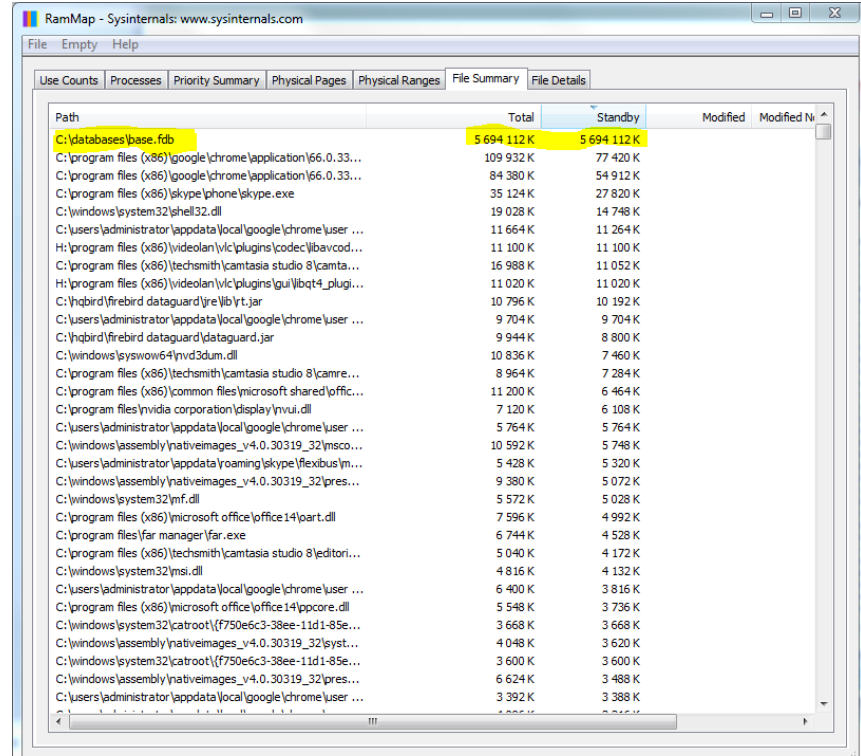 RamMap - Sysinternals: www.sysinternals.com
File Empty Help
Use Counts Processes Priority Summary Physical Pages Physical Ranges File Summary File Details
Path Total Standby Modified Modified N
C:\databases\base.fdb 5 694 112 K 5 694 112 K
C:\program files (x86)\google\chrome\application\66.0.33... 109 932 K 77 420 K
C:\program files (x86)\google\chrome\application\66.0.33... 84 380 K 54 912 K
C:\program files (x86)\skype\phone\skype.exe 35 124 K 27 820 K
C:\windows\system32\shell32.dll 19 028 K 14 748 K
C:\users\administrator\appdata\local\google\chrome\user ... 11 664 K 11 264 K
H:\program files (x86)\videolan\vlc\plugins\codec\libavcod... 11 100 K 11 100 K
C:\program files (x86)\techsmith\camtasia studio 8\camta... 16 988 K 11 052 K
H:\program files (x86)\videolan\vlc\plugins\gui\libqt4_plugi... 11 020 K 11 020 K
C:\hqbird\firebird dataguard\jre\lib\rt.jar 10 796 K 10 192 K
C:\users\administrator\appdata\local\google\chrome\user ... 9 704 K 9 704 K
C:\hqbird\firebird dataguard\dataguard.jar 9 944 K 8 800 K
C:\windows\syswow64\nvd3dum.dll 10 836 K 7 460 K
C:\program files (x86)\techsmith\camtasia studio 8\camre... 8 964 K 7 284 K
C:\program files (x86)\common files\microsoft shared\offic... 11 200 K 6 464 K
C:\program files\nvidia corporation\display\nvui.dll 7 120 K 6 108 K
C:\users\administrator\appdata\local\google\chrome\user ... 5 764 K 5 764 K
C:\windows\assembly\nativeimages_v4.0.30319_32\msco... 10 592 K 5 748 K
C:\users\administrator\appdata\roaming\skype\flexibus\m... 5 428 K 5 320 K
C:\windows\assembly\nativeimages_v4.0.30319_32\pres... 9 380 K 5 072 K
C:\windows\system32\mf.dll 5 572 K 5 028 K
C:\program files (x86)\microsoft office\office14\oart.dll 7 596 K 4 992 K
C:\program files\far manager\far.exe 6 744 K 4 528 K
C:\program files (x86)\techsmith\camtasia studio 8\editori... 5 040 K 4 172 K
C:\windows\system32\msi.dll 4 816 K 4 132 K
C:\users\administrator\appdata\local\google\chrome\user ... 6 400 K 3 816 K
C:\program files (x86)\microsoft office\office14\ppcore.dll 5 548 K 3 736 K
C:\windows\system32\catroot\{f750e6c3-38ee-11d1-85e... 3 668 K 3 668 K
C:\windows\assembly\nativeimages_v4.0.30319_32\syst... 4 048 K 3 620 K
C:\windows\system32\catroot\{f750e6c3-38ee-11d1-85e... 3 600 K 3 600 K
C:\windows\assembly\nativeimages_v4.0.30319_32\pres... 6 624 K 3 488 K
C:\users\administrator\appdata\local\google\chrome\user ... 3 392 K 3 388 K